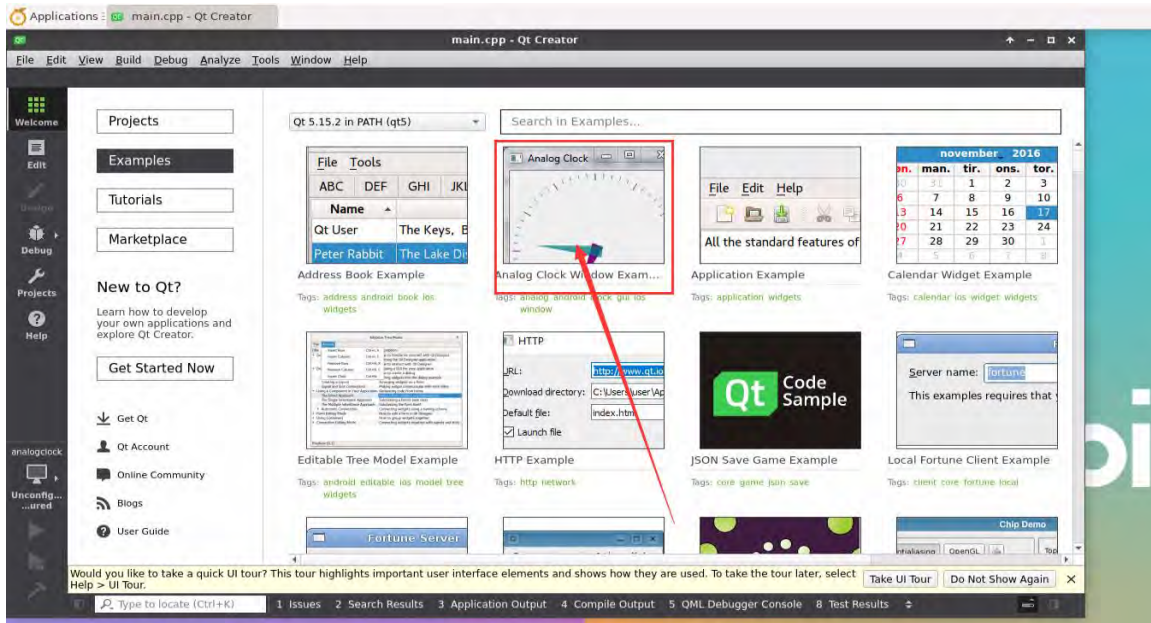 Applications
main.cpp - Qt Creator
main.cpp - Qt Creator
File Edit View Build Debug Analyze Tools Window Help
Welcome
Edit
Design
Debug
Projects
Help
analogclock
Unconfig...
...ured
Projects
Examples
Tutorials
Marketplace
New to Qt?
Learn how to develop
your own applications and
explore Qt Creator.
Get Started Now
Get Qt
Qt Account
Online Community
Blogs
User Guide
Qt 5.15.2 in PATH (qt5)
Search in Examples...
File Tools
ABC DEF GHI JKL
Name
Qt User The Keys, B
Peter Rabbit The Lake Di
Address Book Example
Tags: address android book ios
widgets
Analog Clock
Analog Clock Window Exam...
Tags: analog android clock gui ios
window
File Edit Help
All the standard features of
Application Example
Tags: application widgets
november 2016
man. tir. ons. tor.
31 1 2 3
7 8 9 10
14 15 16 17
21 22 23 24
28 29 30 1
Calendar Widget Example
Tags: calendar ios widget widgets
Editable Tree Model Example
Tags: android editable ios model tree
widgets
HTTP
URL: http://www.qt.io
Download directory: C:\Users\user\Ap
Default file: index.htm
Launch file
HTTP Example
Tags: http network
Qt Code
Sample
JSON Save Game Example
Tags: core game json save
Server name: fortune
This examples requires that
Local Fortune Client Example
Tags: client core fortune local
Fortune Server
Chip Demo
OpenGL
Would you like to take a quick UI tour? This tour highlights important user interface elements and shows how they are used. To take the tour later, select
Help > UI Tour.
Take UI Tour Do Not Show Again
Type to locate (Ctrl+K) 1 Issues 2 Search Results 3 Application Output 4 Compile Output 5 QML Debugger Console 8 Test Results
pi